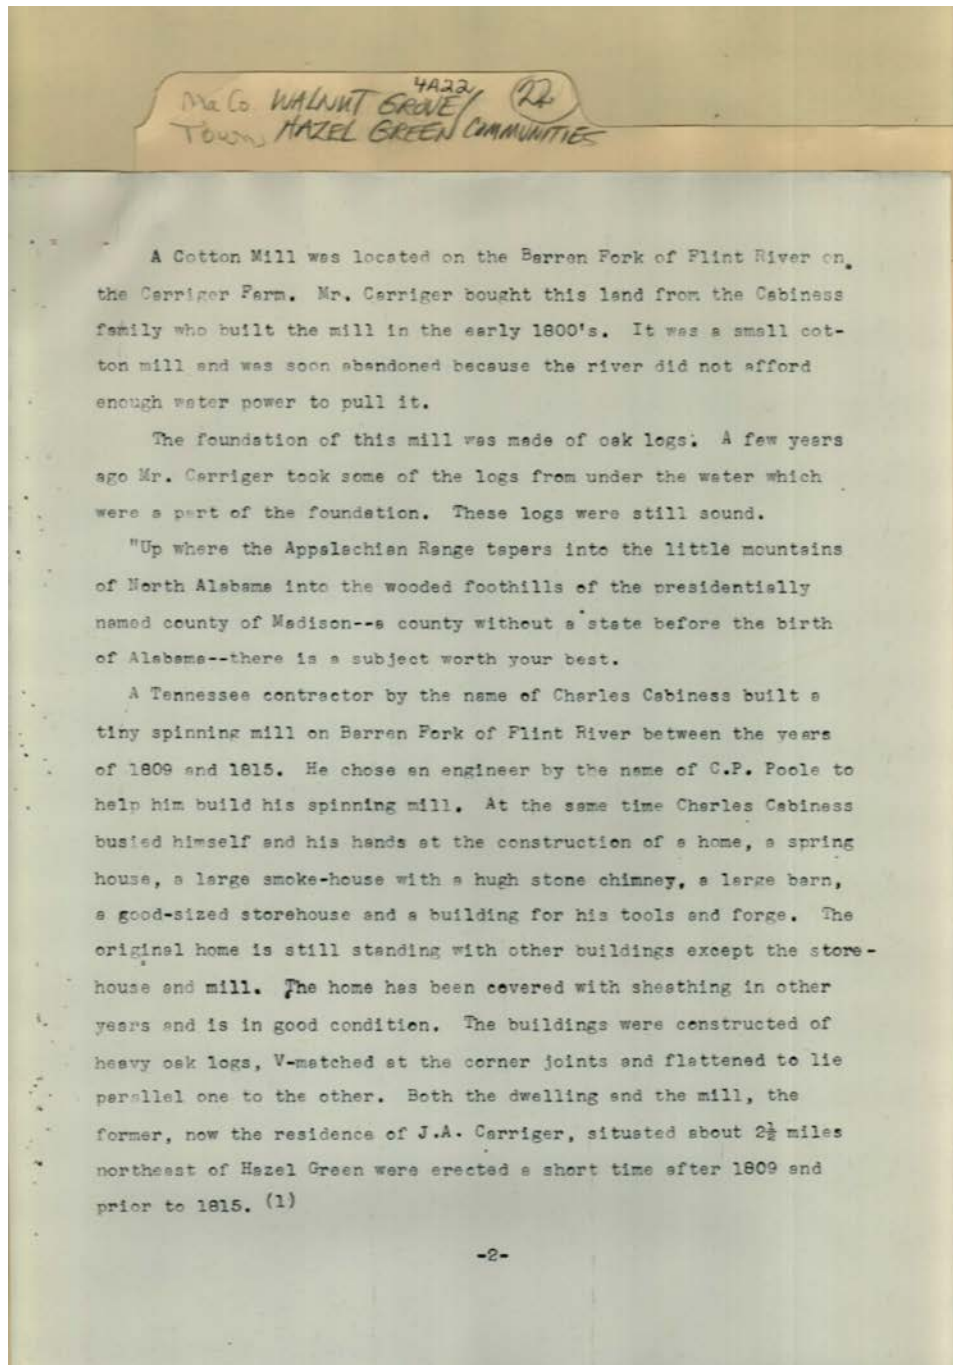 4A22
Ma Co WALNUT GROVE/ 22
Town HAZEL GREEN COMMUNITIES
A Cotton Mill was located on the Barren Fork of Flint River on
the Carriger Farm. Mr. Carriger bought this land from the Cabiness
family who built the mill in the early 1800's. It was a small cot-
ton mill and was soon abandoned because the river did not afford
enough water power to pull it.
The foundation of this mill was made of oak logs. A few years
ago Mr. Carriger took some of the logs from under the water which
were a part of the foundation. These logs were still sound.
"Up where the Appalachian Range tapers into the little mountains
of North Alabama into the wooded foothills of the presidentially
named county of Madison--a county without a state before the birth
of Alabama--there is a subject worth your best.
A Tennessee contractor by the name of Charles Cabiness built a
tiny spinning mill on Barren Fork of Flint River between the years
of 1809 and 1815. He chose an engineer by the name of C.P. Poole to
help him build his spinning mill. At the same time Charles Cabiness
busied himself and his hands at the construction of a home, a spring
house, a large smoke-house with a hugh stone chimney, a large barn,
a good-sized storehouse and a building for his tools and forge. The
original home is still standing with other buildings except the store-
house and mill. The home has been covered with sheathing in other
years and is in good condition. The buildings were constructed of
heavy oak logs, V-matched at the corner joints and flattened to lie
parallel one to the other. Both the dwelling and the mill, the
former, now the residence of J.A. Carriger, situated about 2½ miles
northeast of Hazel Green were erected a short time after 1809 and
prior to 1815. (1)
-2-